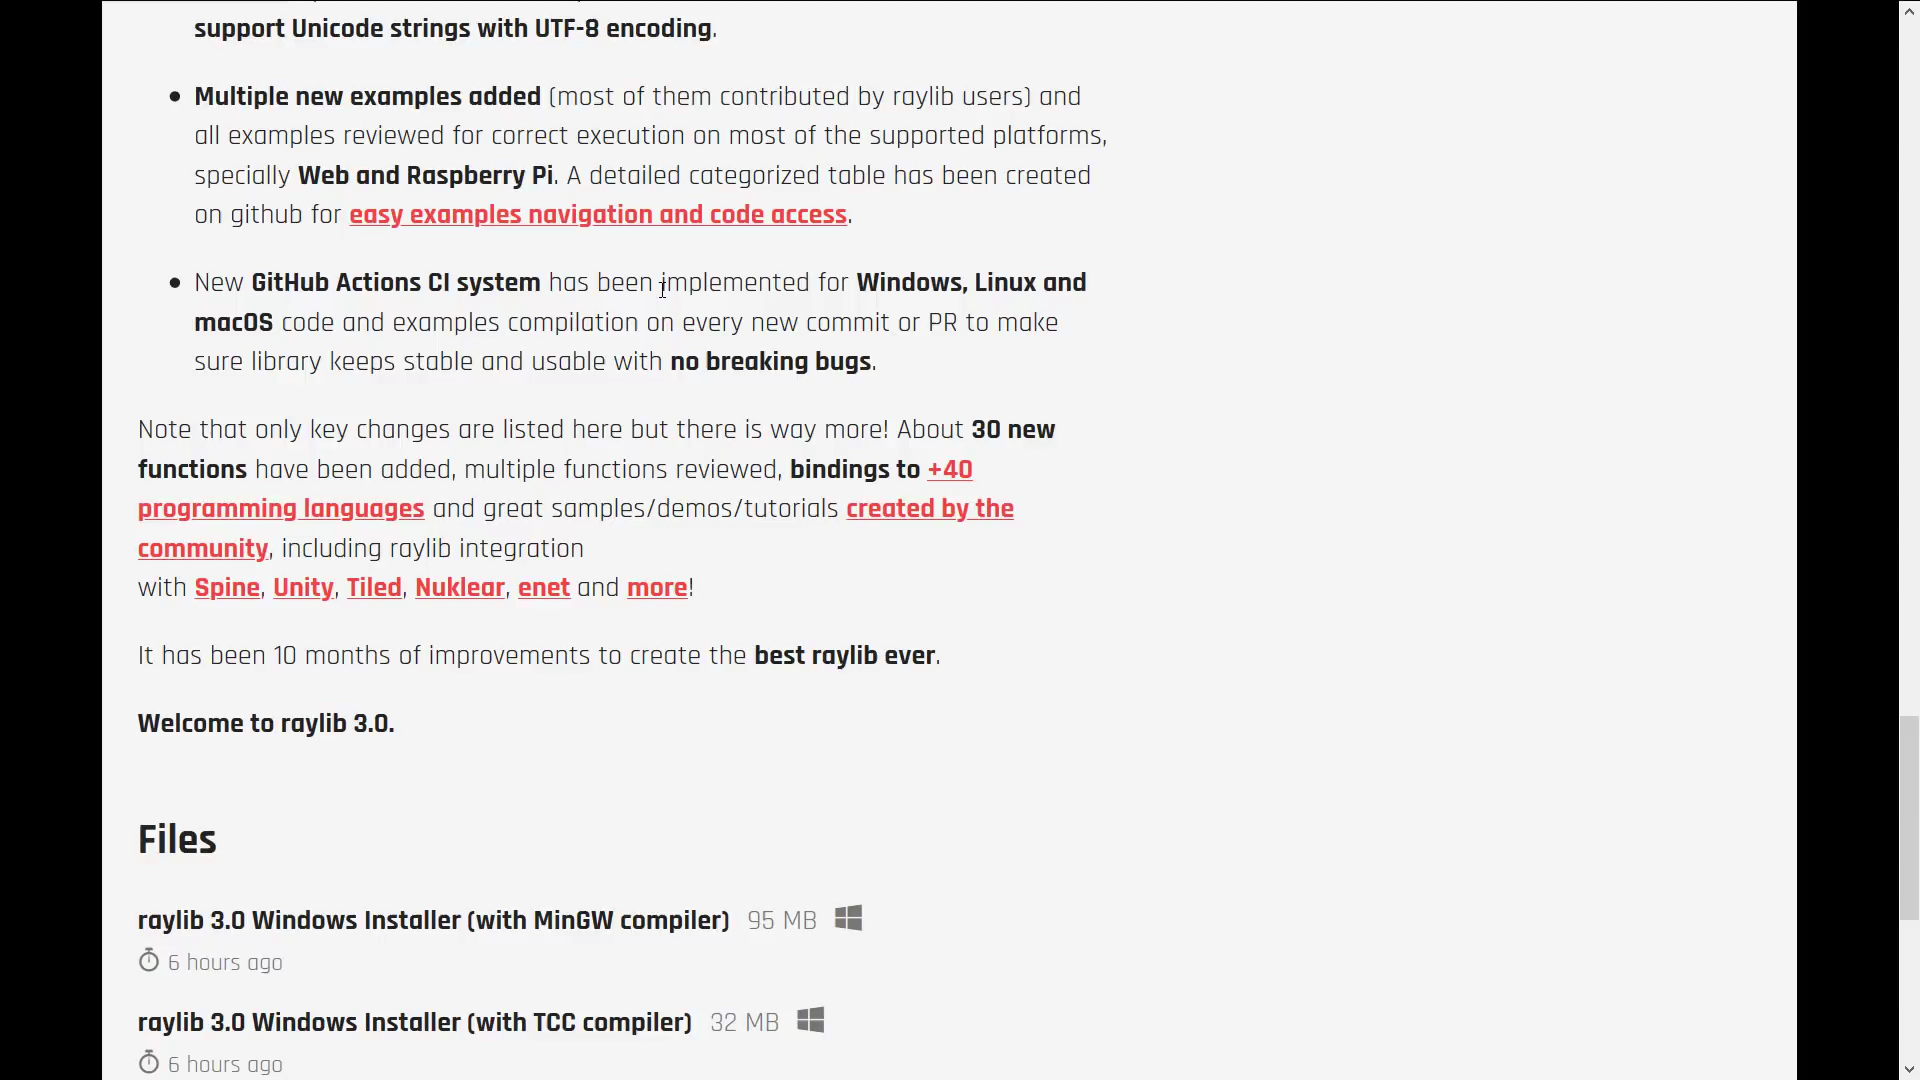 support Unicode strings with UTF-8 encoding.
Multiple new examples added (most of them contributed by raylib users) and
all examples reviewed for correct execution on most of the supported platforms,
specially Web and Raspberry Pi. A detailed categorized table has been created
on github for easy examples navigation and code access.
New GitHub Actions CI system has been implemented for Windows, Linux and
macOS code and examples compilation on every new commit or PR to make
sure library keeps stable and usable with no breaking bugs.
Note that only key changes are listed here but there is way more! About 30 new
functions have been added, multiple functions reviewed, bindings to +40
programming languages and great samples/demos/tutorials created by the
community, including raylib integration
with Spine, Unity, Tiled, Nuklear, enet and more!
It has been 10 months of improvements to create the best raylib ever.
Welcome to raylib 3.0.
Files
raylib 3.0 Windows Installer (with MinGW compiler) 95 MB
6 hours ago
raylib 3.0 Windows Installer (with TCC compiler) 32 MB
6 hours ago